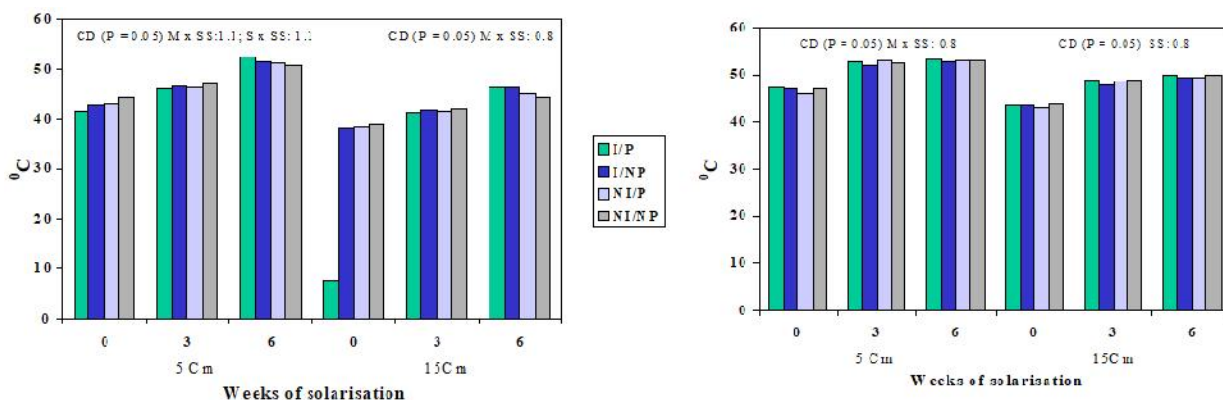 60
50
40
30
20
10
0
⁰C
CD (P = 0.05) M x SS:1.1; S x SS: 1.1
CD (P = 0.05) M x SS: 0.8
0 3 6 0 3 6
5 Cm 15Cm
Weeks of solarisation
I/P
I/NP
NI/P
NI/NP
60
50
40
30
20
10
0
⁰C
CD (P = 0.05) M x SS: 0.8
CD (P = 0.05) SS: 0.8
0 3 6 0 3 6
5 Cm 15Cm
Weeks of solarisation